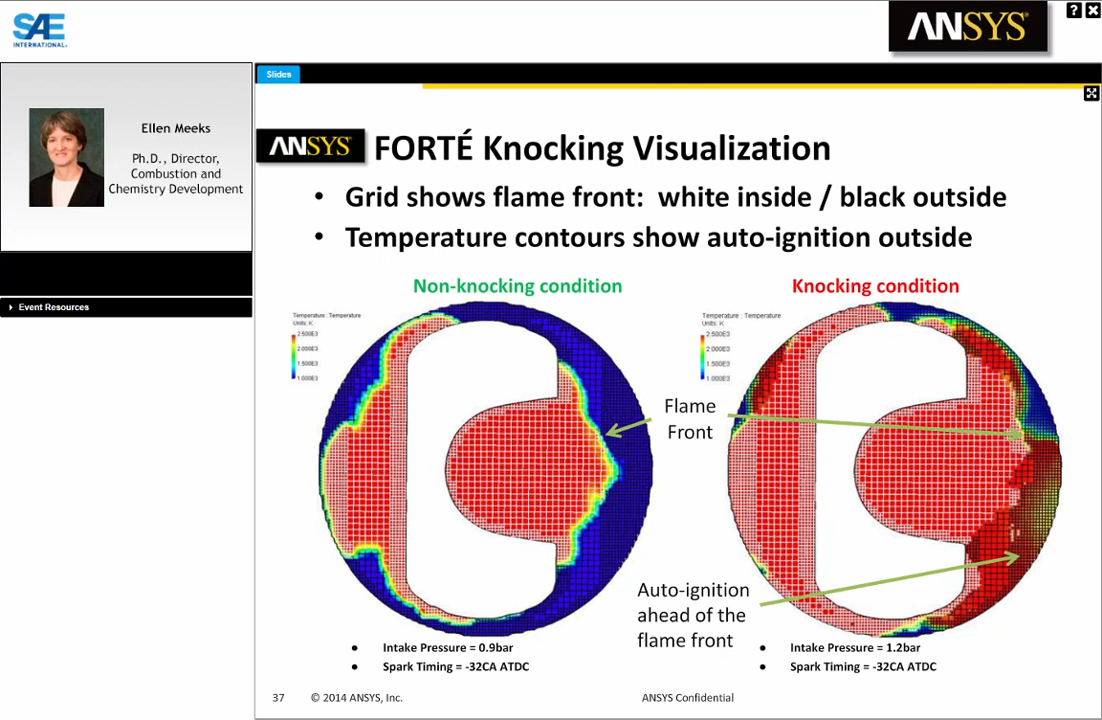 SAE
INTERNATIONAL®
ANSYS®
?
Slides
Ellen Meeks
Ph.D., Director,
Combustion and
Chemistry Development
Event Resources
ANSYS® FORTÉ Knocking Visualization
• Grid shows flame front: white inside / black outside
• Temperature contours show auto-ignition outside
Non-knocking condition
Knocking condition
Temperature : Temperature
Units: K
2.500E3
2.000E3
1.500E3
1.000E3
Temperature : Temperature
Units: K
2.500E3
2.000E3
1.500E3
1.000E3
Flame
Front
Auto-ignition
ahead of the
flame front
• Intake Pressure = 0.9bar
• Spark Timing = -32CA ATDC
• Intake Pressure = 1.2bar
• Spark Timing = -32CA ATDC
37 © 2014 ANSYS, Inc. ANSYS Confidential